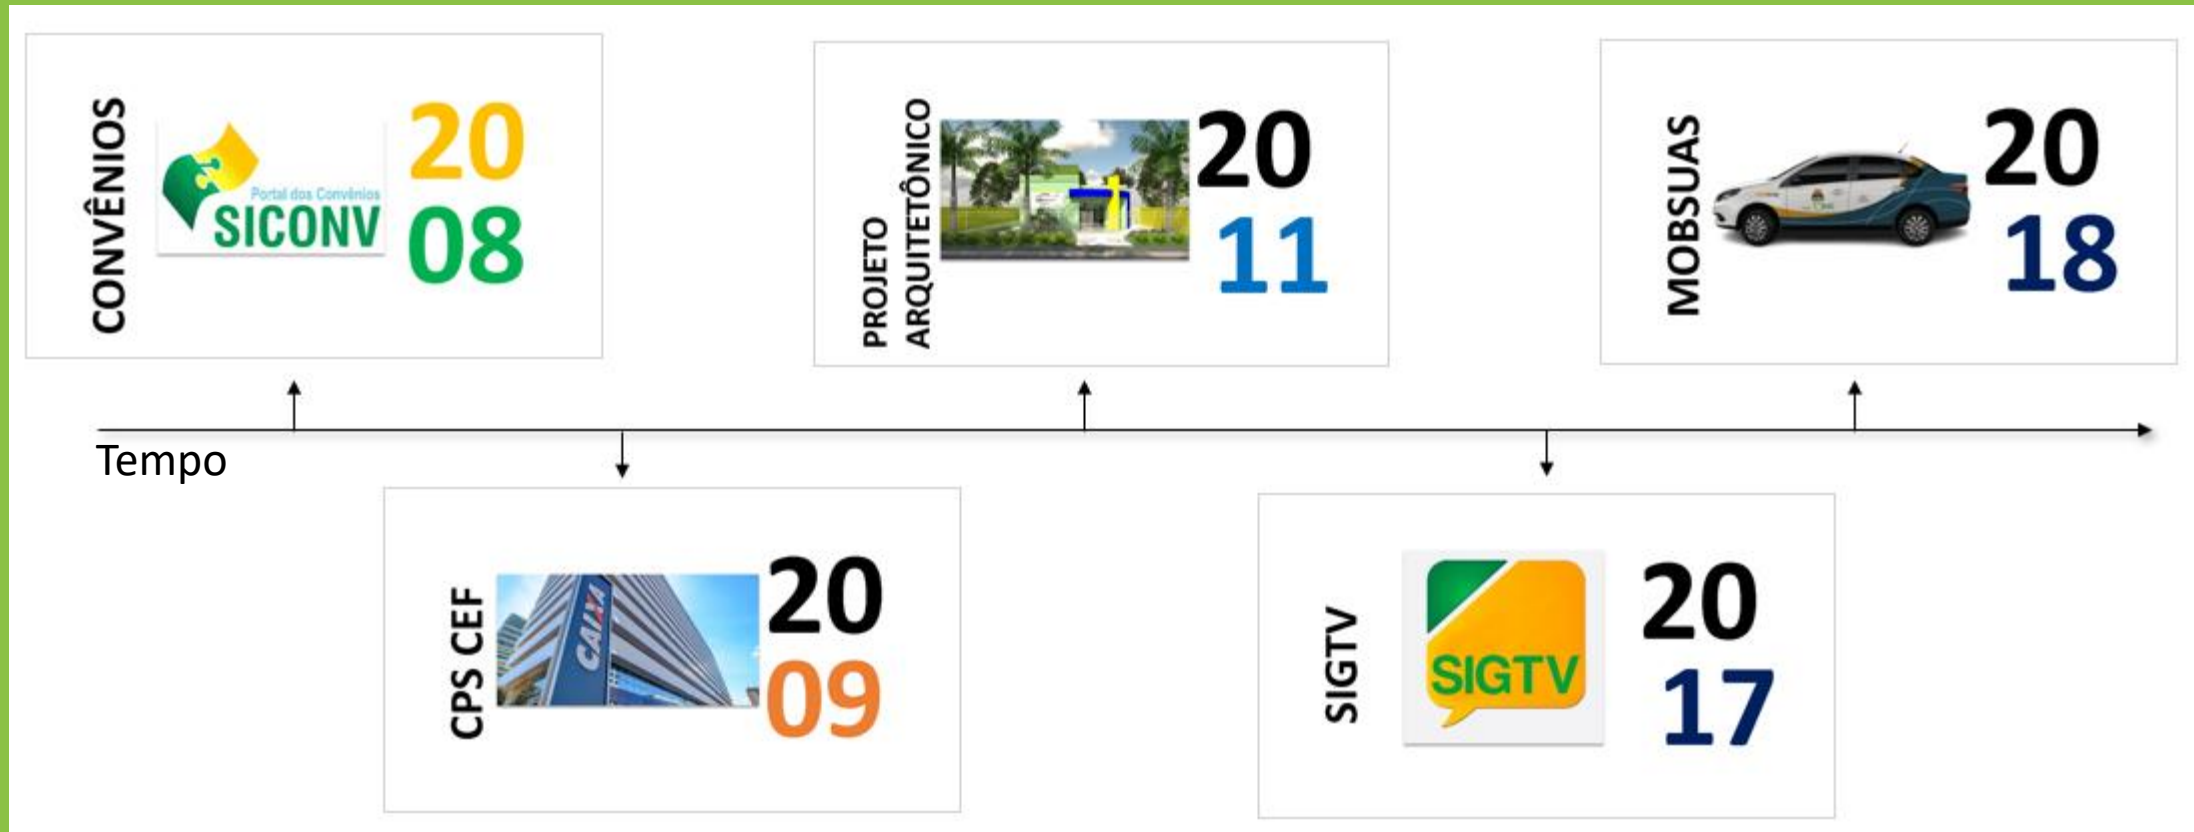 CONVÊNIOS
Portal dos Convênios
SICONV
20
08
PROJETO
ARQUITETÔNICO
20
11
MOBSUAS
20
18
Tempo
CPS CEF
CAIXA
20
09
SIGTV
SIGTV
20
17